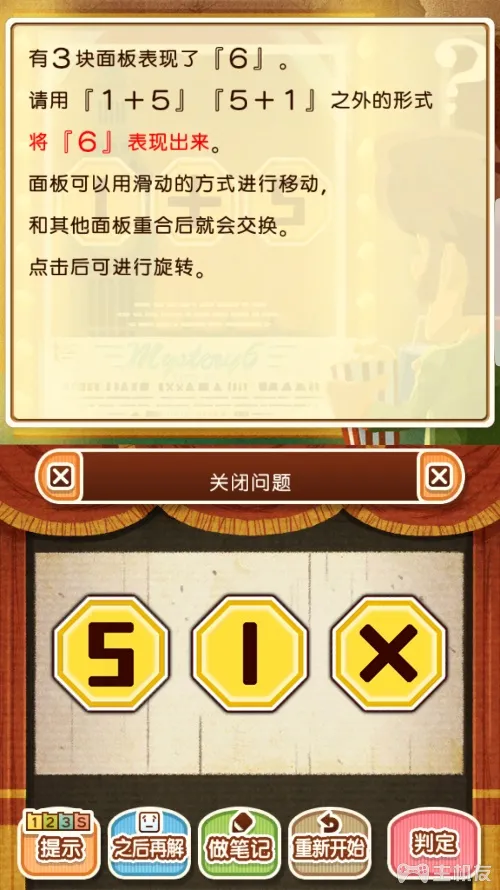 有3块面板表现了『6』。
请用『1+5』『5+1』之外的形式
将『6』表现出来。
面板可以用滑动的方式进行移动,
和其他面板重合后就会交换。
点击后可进行旋转。
关闭问题
S I ×
123S
提示
之后再解
做笔记
重新开始
判定
主机友